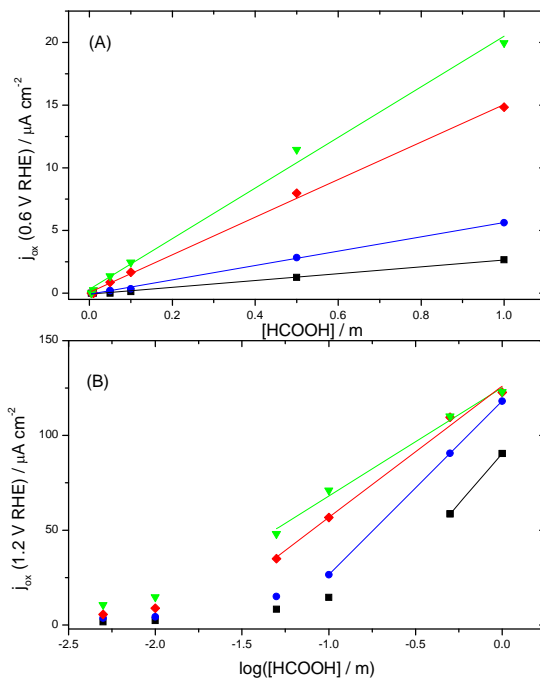 (A)
20
15
10
5
0
j_ox (0.6 V RHE) / μA cm⁻²
0.0 0.2 0.4 0.6 0.8 1.0
[HCOOH] / m
(B)
150
100
50
0
j_ox (1.2 V RHE) / μA cm⁻²
-2.5 -2.0 -1.5 -1.0 -0.5 0.0
log([HCOOH] / m)